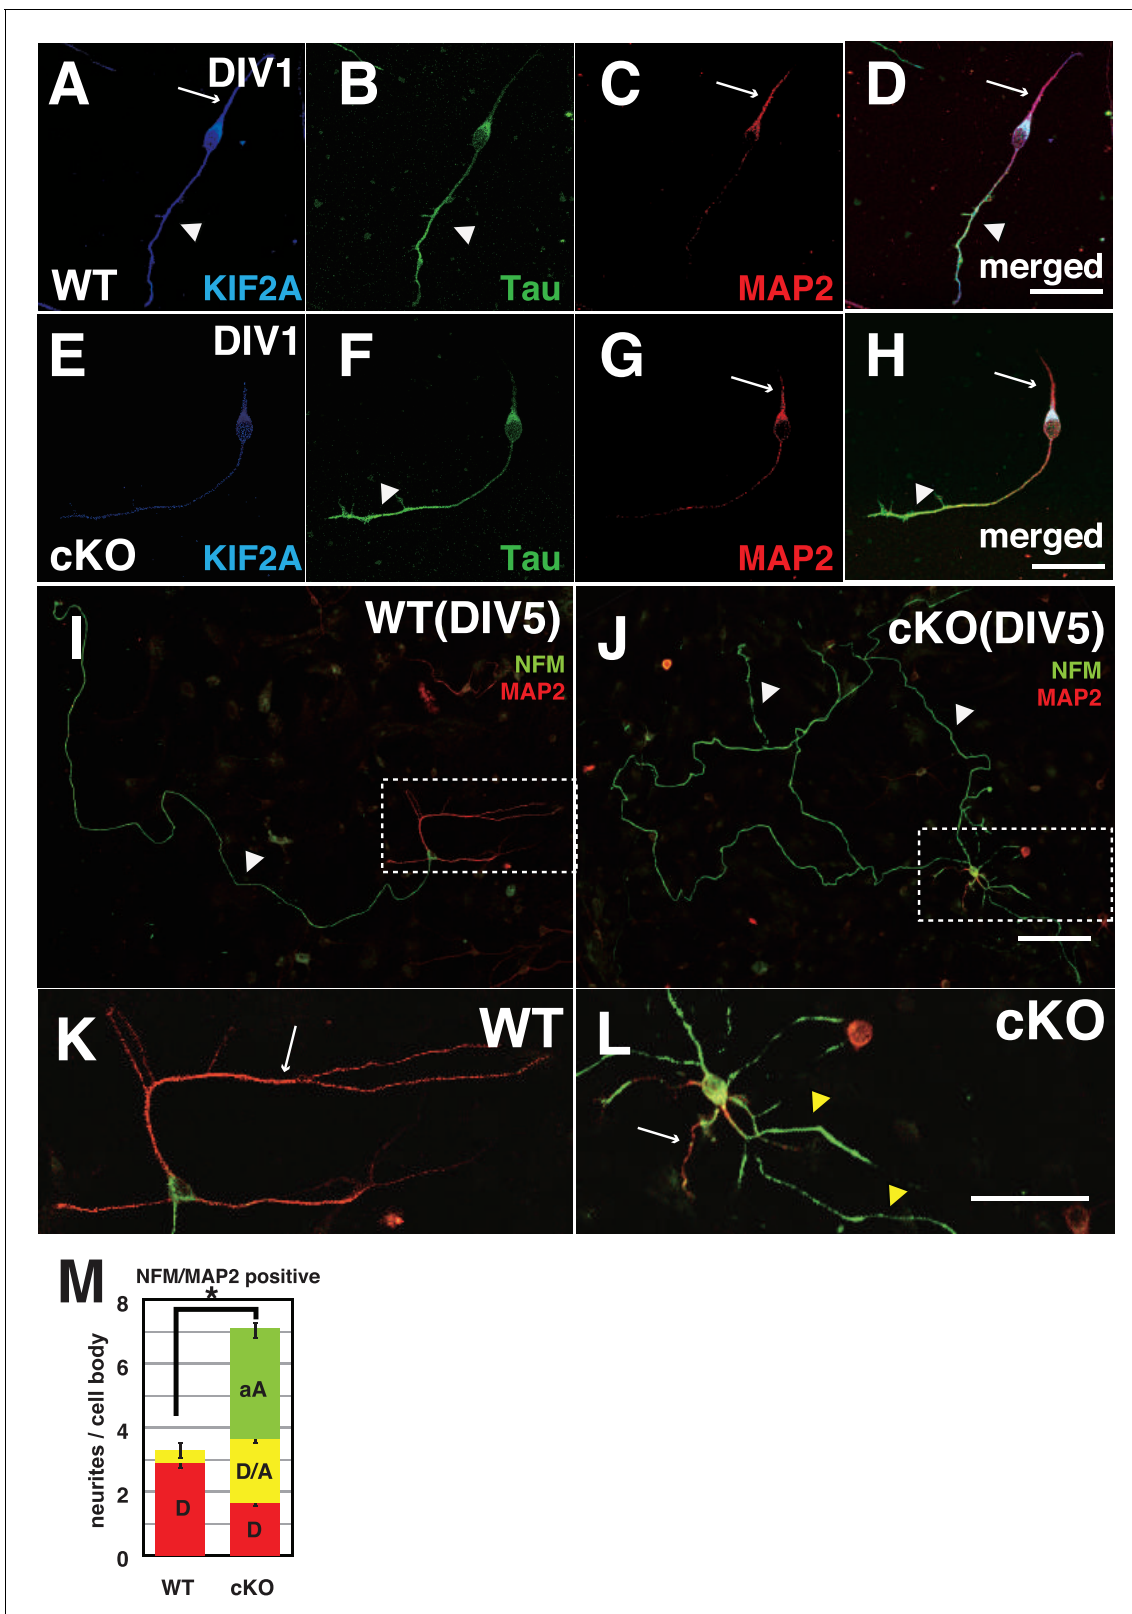 A DIV1 B C D
WT KIF2A Tau MAP2 merged
E DIV1 F G H
cKO KIF2A Tau MAP2 merged
I WT(DIV5)
NFM
MAP2
J cKO(DIV5)
NFM
MAP2
K WT
L cKO
M NFM/MAP2 positive
*
neurites / cell body
8
6
4
2
0
aA
D/A
D
D
WT cKO